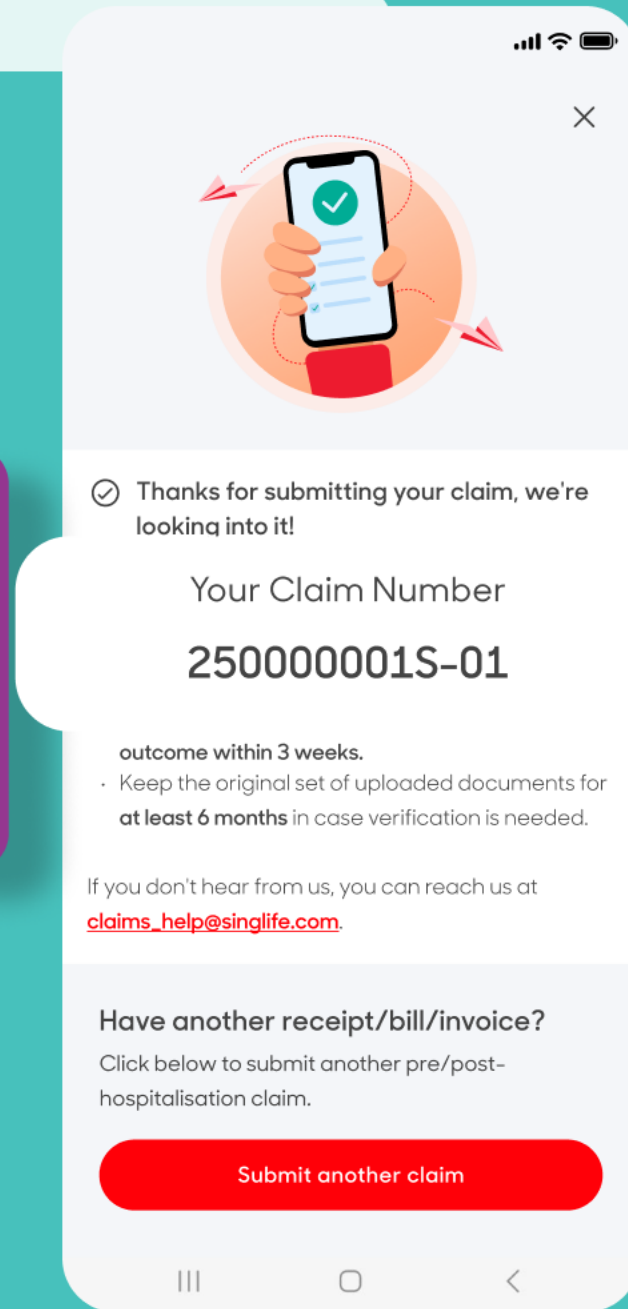 Thanks for submitting your claim, we're
looking into it!
Your Claim Number
250000001S-01
outcome within 3 weeks.
· Keep the original set of uploaded documents for
at least 6 months in case verification is needed.
If you don't hear from us, you can reach us at
claims_help@singlife.com.
Have another receipt/bill/invoice?
Click below to submit another pre/post-
hospitalisation claim.
Submit another claim